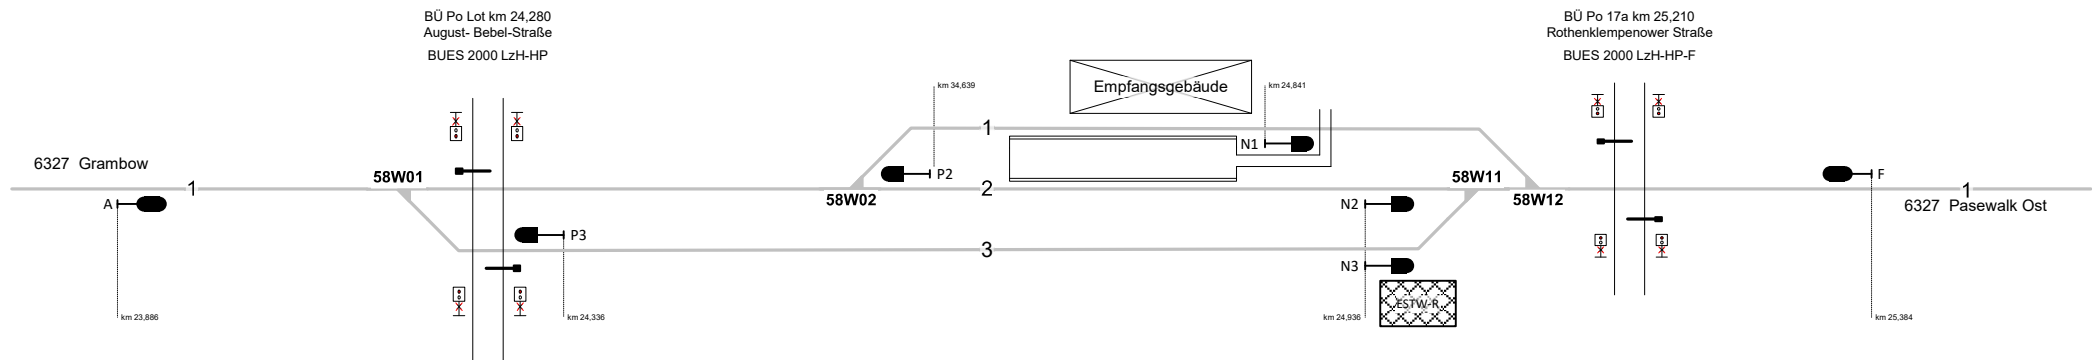 BÜ Po Lot km 24,280
August- Bebel-Straße
BUES 2000 LzH-HP
BÜ Po 17a km 25,210
Rothenklempenower Straße
BUES 2000 LzH-HP-F
km 34,639
Empfangsgebäude
km 24,841
1
N1
6327 Grambow
58W01
P2
58W11
F
1
2
1
58W02
58W12
A
N2
6327 Pasewalk Ost
P3
3
N3
ESTW-R
km 23,886
km 24,336
km 24,936
km 25,384